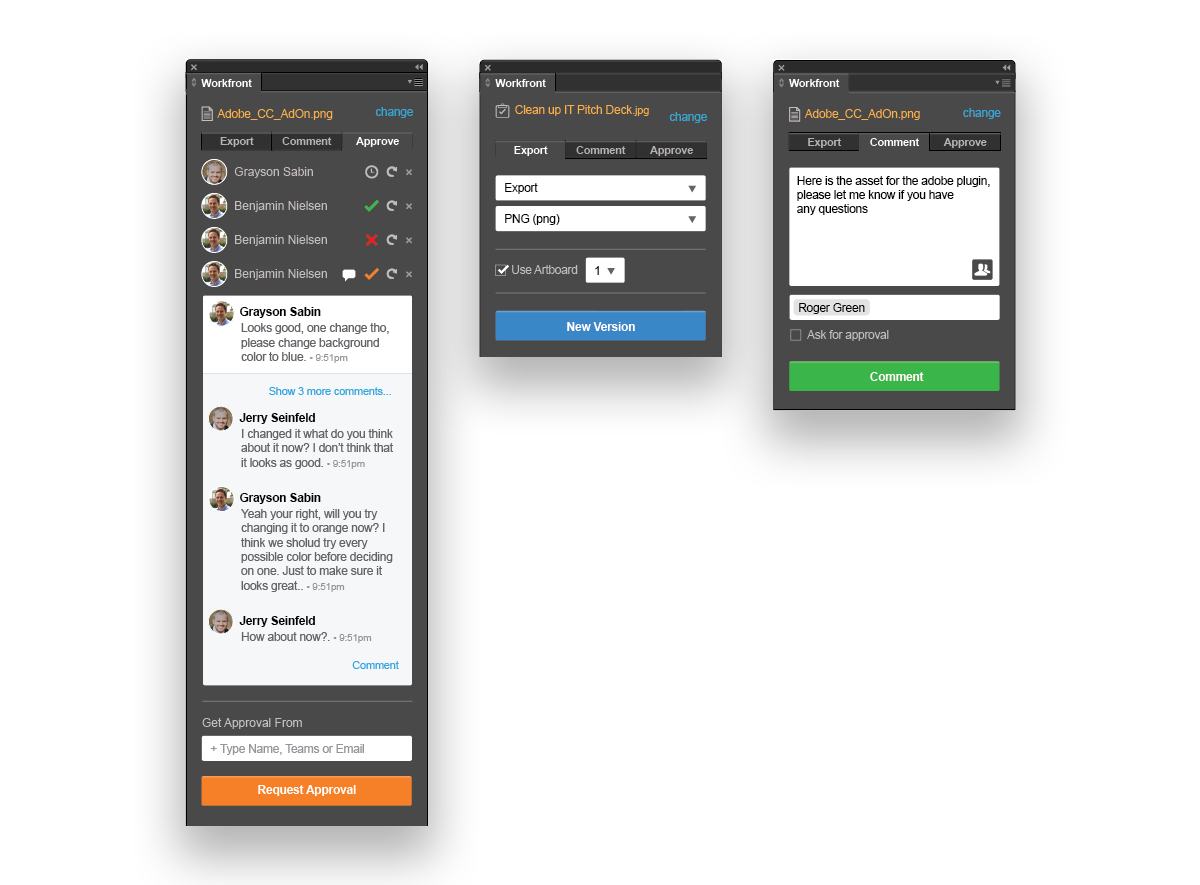 Workfront
Adobe_CC_AdOn.png
change
Export Comment Approve
Grayson Sabin
Benjamin Nielsen
Benjamin Nielsen
Benjamin Nielsen
Grayson Sabin
Looks good, one change tho,
please change background
color to blue. • 9:51pm
Show 3 more comments...
Jerry Seinfeld
I changed it what do you think
about it now? I don't think that
it looks as good. • 9:51pm
Grayson Sabin
Yeah your right, will you try
changing it to orange now? I
think we sholud try every
possible color before deciding
on one. Just to make sure it
looks great.. • 9:51pm
Jerry Seinfeld
How about now?. • 9:51pm
Comment
Get Approval From
+ Type Name, Teams or Email
Request Approval
Workfront
Clean up IT Pitch Deck.jpg
change
Export Comment Approve
Export
PNG (png)
Use Artboard 1
New Version
Workfront
Adobe_CC_AdOn.png
change
Export Comment Approve
Here is the asset for the adobe plugin,
please let me know if you have
any questions
Roger Green
Ask for approval
Comment